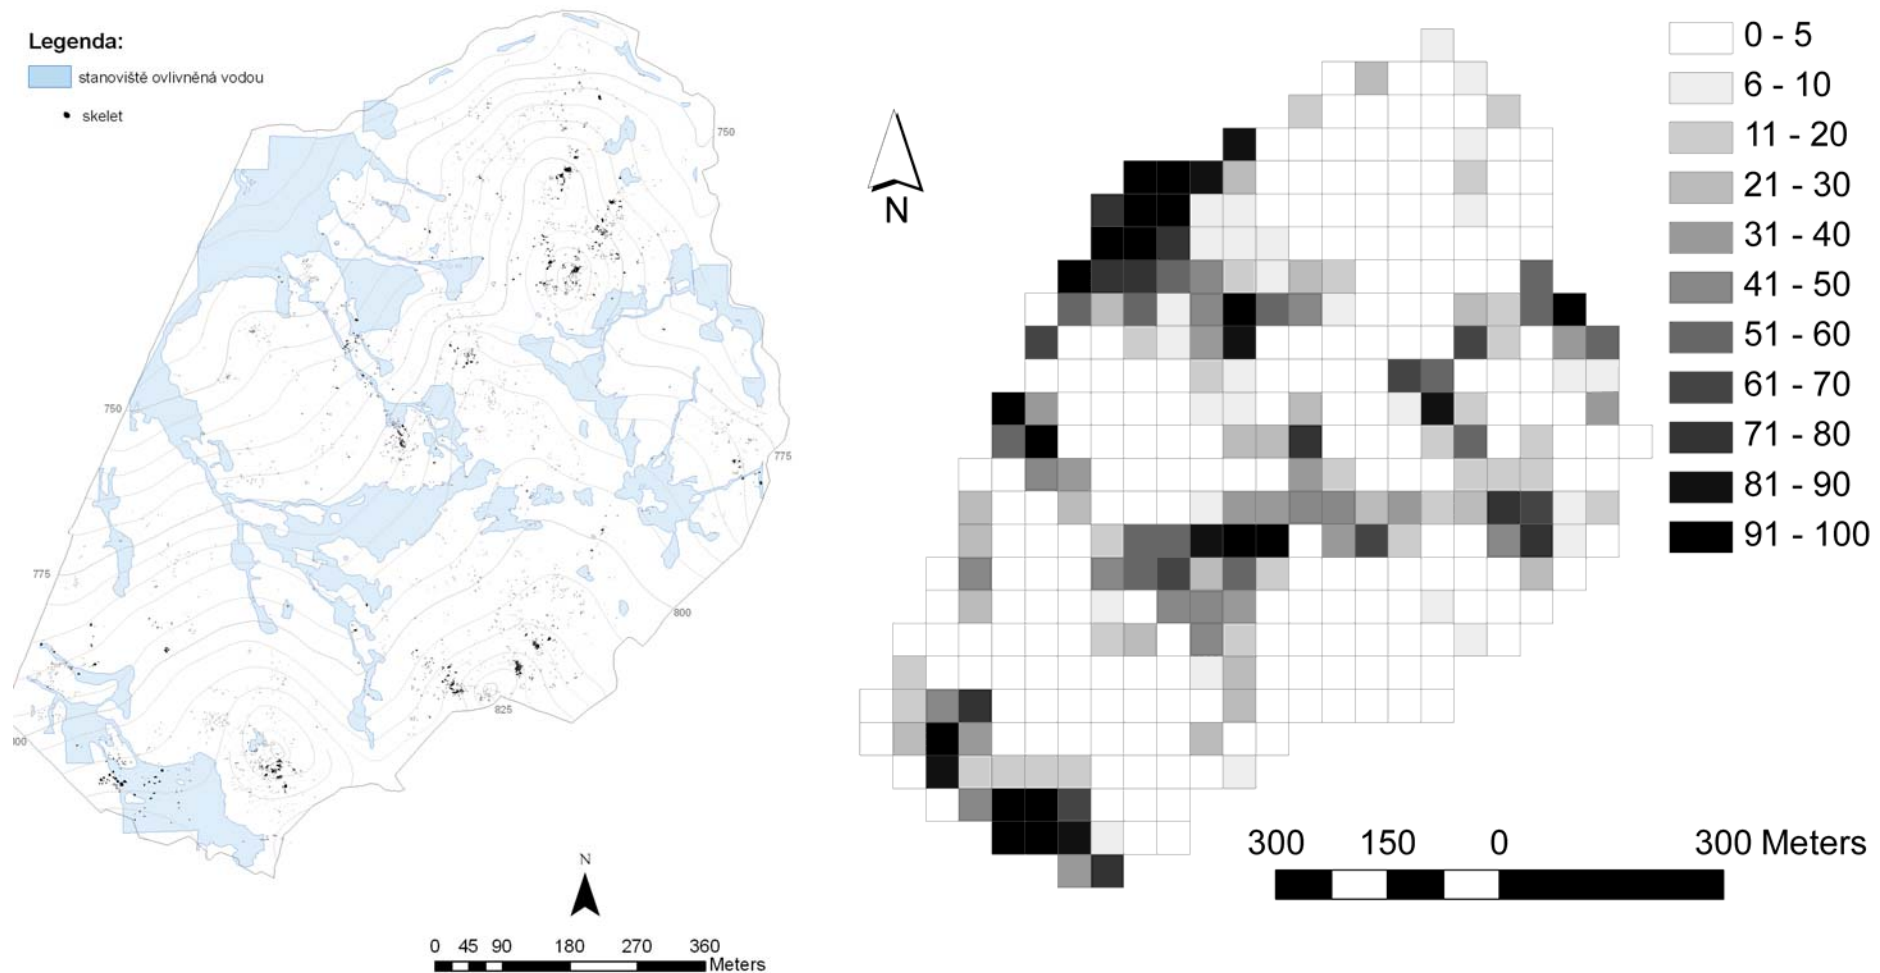 Legenda:
stanoviště ovlivněná vodou
skelet
750
750
775
775
800
825
00
N
0 45 90 180 270 360
Meters
N
0 - 5
6 - 10
11 - 20
21 - 30
31 - 40
41 - 50
51 - 60
61 - 70
71 - 80
81 - 90
91 - 100
300 150 0 300 Meters